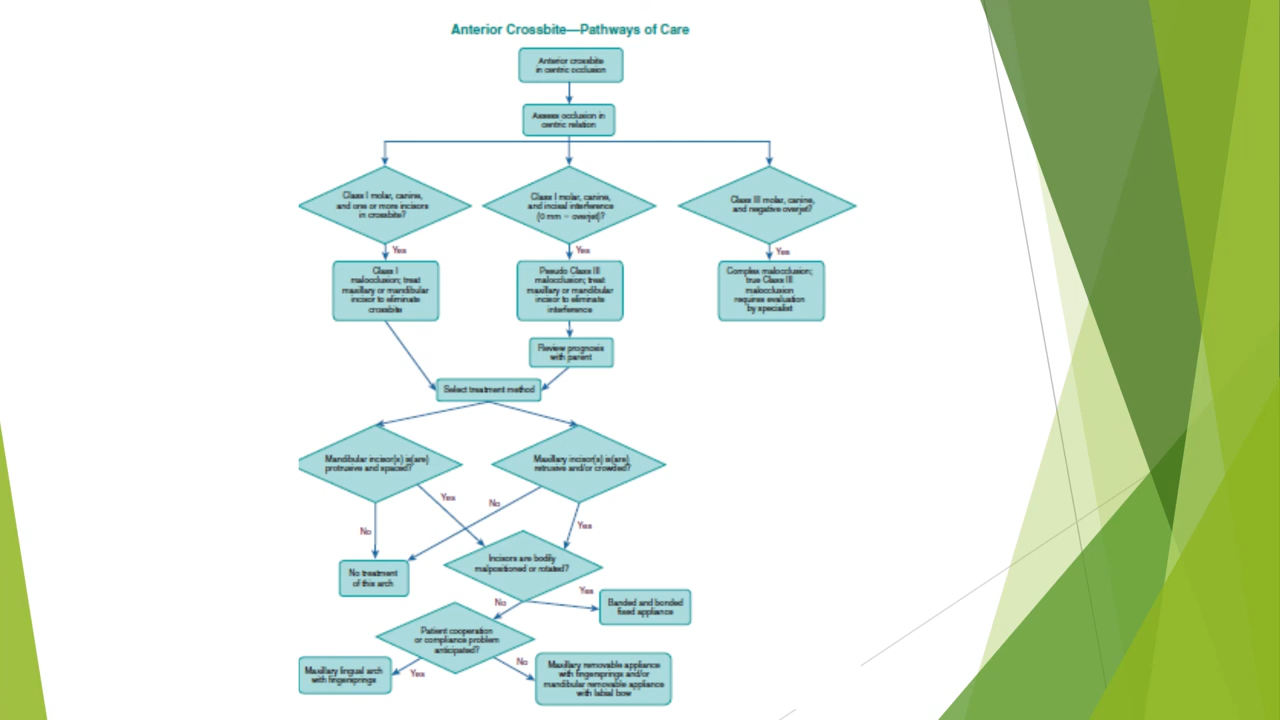 Anterior Crossbite—Pathways of Care
Anterior crossbite
in centric occlusion
Assess occlusion in
centric relation
Class I molar, canine,
and one or more incisors
in crossbite?
Class I molar, canine,
and incisal interference
(0 mm – overjet)?
Class III molar, canine,
and negative overjet?
Yes
Yes
Yes
Class I
malocclusion; treat
maxillary or mandibular
incisor to eliminate
crossbite
Pseudo Class III
malocclusion; treat
maxillary or mandibular
incisor to eliminate
interference
Complex malocclusion;
true Class III
malocclusion
requires evaluation
by specialist
Review prognosis
with parent
Select treatment method
Mandibular incisor(s) is(are)
protrusive and spaced?
Maxillary incisor(s) is(are)
retrusive and/or crowded?
Yes
No
No
Yes
Incisors are bodily
malpositioned or rotated?
No treatment
of this arch
Yes
No
Banded and bonded
fixed appliance
Patient cooperation
or compliance problem
anticipated?
Yes
No
Maxillary lingual arch
with fingersprings
Maxillary removable appliance
with fingersprings and/or
mandibular removable appliance
with labial bow